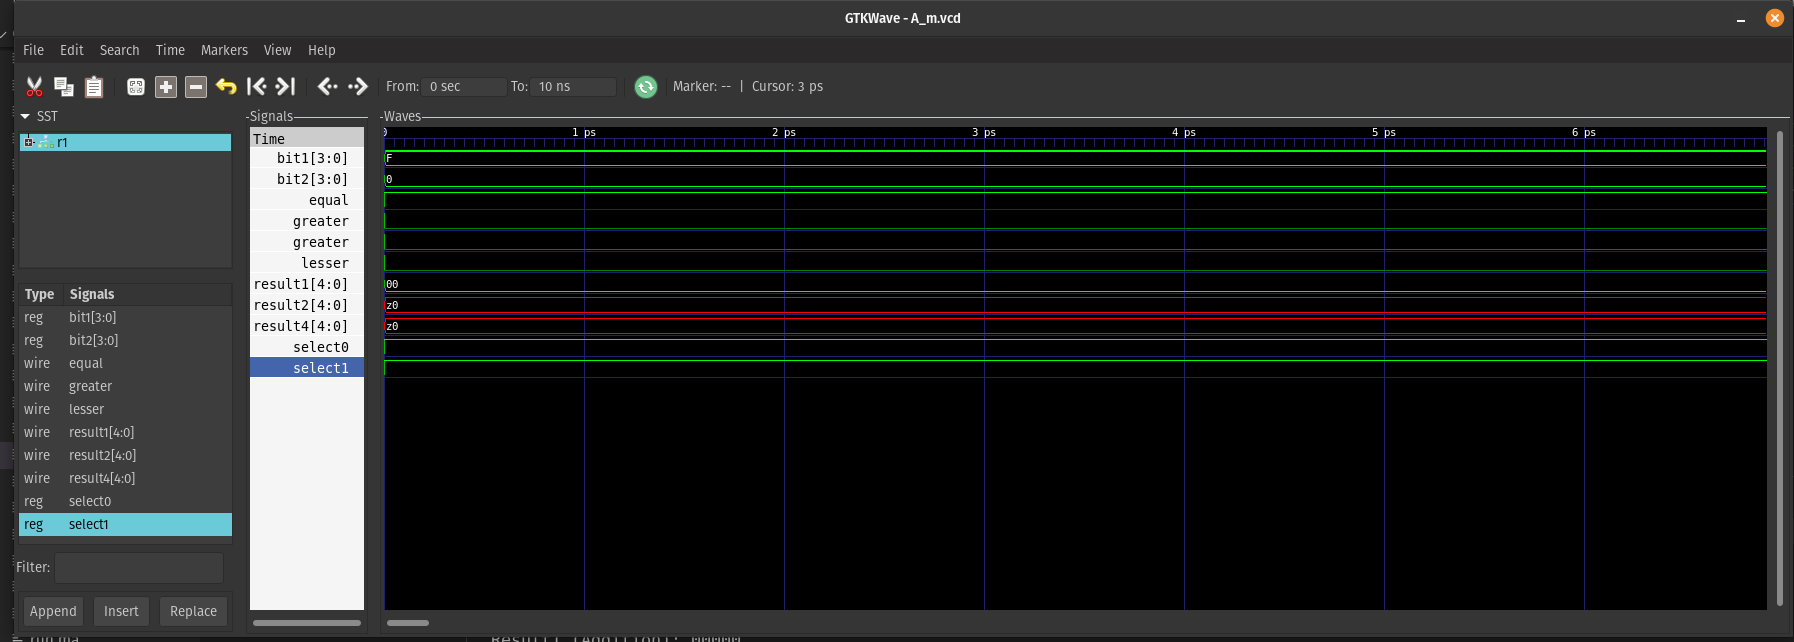 GTKWave - A_m.vcd
File Edit Search Time Markers View Help
From: 0 sec To: 10 ns Marker: -- | Cursor: 3 ps
SST
r1
Type Signals
reg bit1[3:0]
reg bit2[3:0]
wire equal
wire greater
wire lesser
wire result1[4:0]
wire result2[4:0]
wire result4[4:0]
reg select0
reg select1
Filter:
Append Insert Replace
Signals
Time
bit1[3:0]
bit2[3:0]
equal
greater
greater
lesser
result1[4:0]
result2[4:0]
result4[4:0]
select0
select1
Waves
0 1 ps 2 ps 3 ps 4 ps 5 ps 6 ps
F
0
00
z0
z0